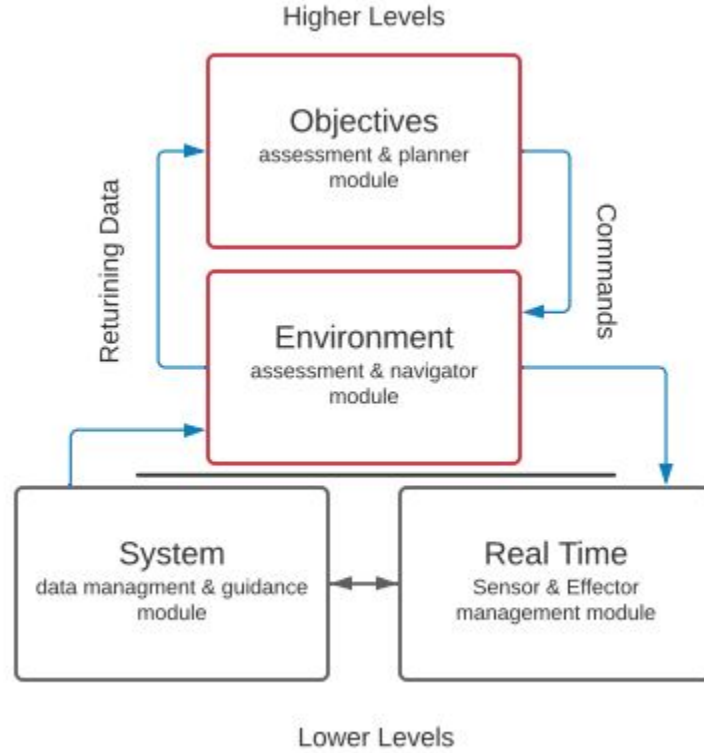 Higher Levels
Objectives
assessment & planner
module
Returining Data
Commands
Environment
assessment & navigator
module
System
data managment & guidance
module
Real Time
Sensor & Effector
management module
Lower Levels